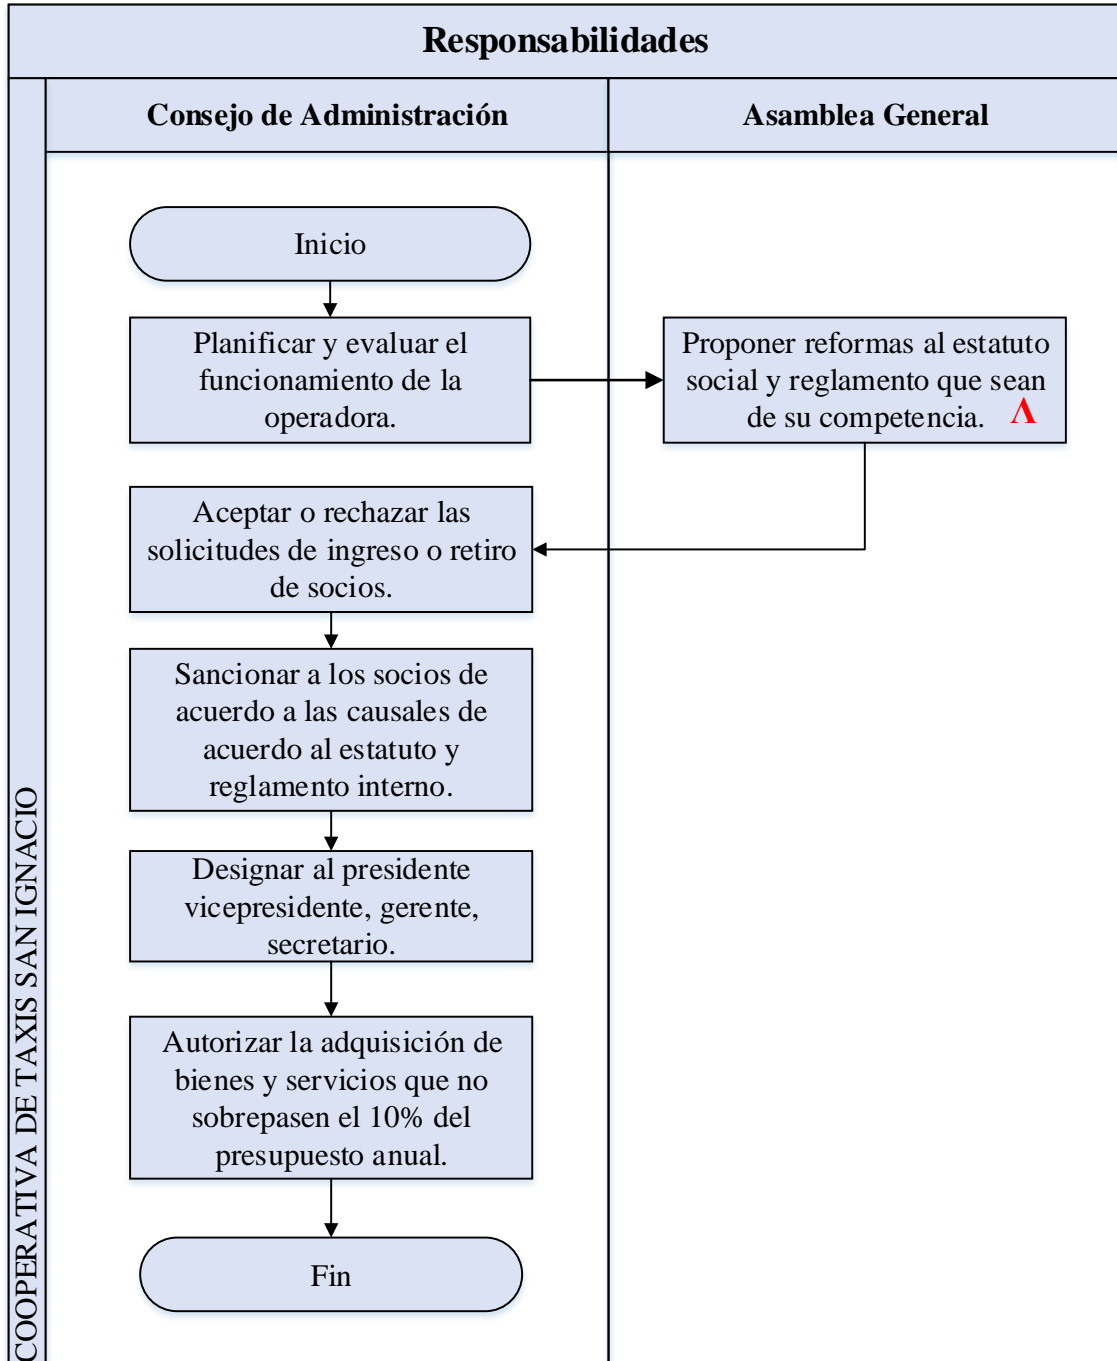 Responsabilidades
Consejo de Administración
Asamblea General
COOPERATIVA DE TAXIS SAN IGNACIO
Inicio
Planificar y evaluar el
funcionamiento de la
operadora.
Proponer reformas al estatuto
social y reglamento que sean
de su competencia. Λ
Aceptar o rechazar las
solicitudes de ingreso o retiro
de socios.
Sancionar a los socios de
acuerdo a las causales de
acuerdo al estatuto y
reglamento interno.
Designar al presidente
vicepresidente, gerente,
secretario.
Autorizar la adquisición de
bienes y servicios que no
sobrepasen el 10% del
presupuesto anual.
Fin